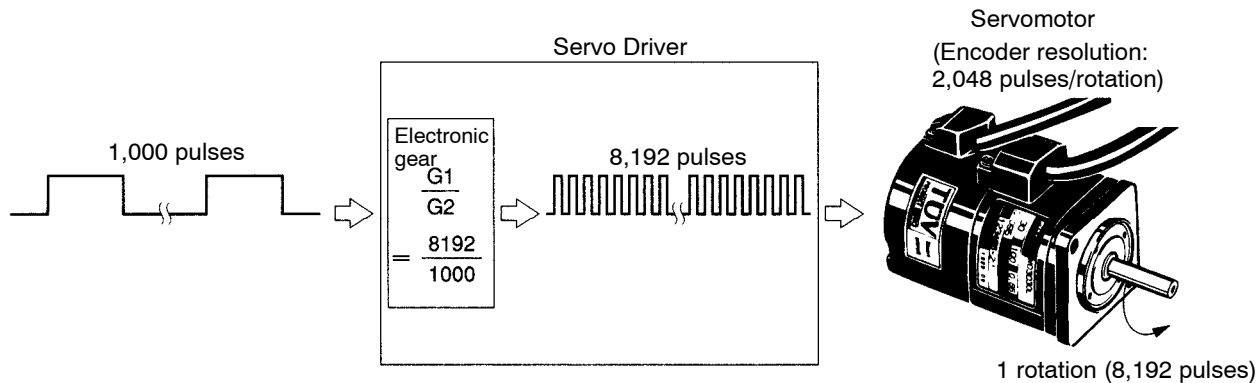 Servomotor
(Encoder resolution:
2,048 pulses/rotation)
Servo Driver
1,000 pulses
Electronic
gear
G1
G2
= 8192
1000
8,192 pulses
TÜV
1 rotation (8,192 pulses)